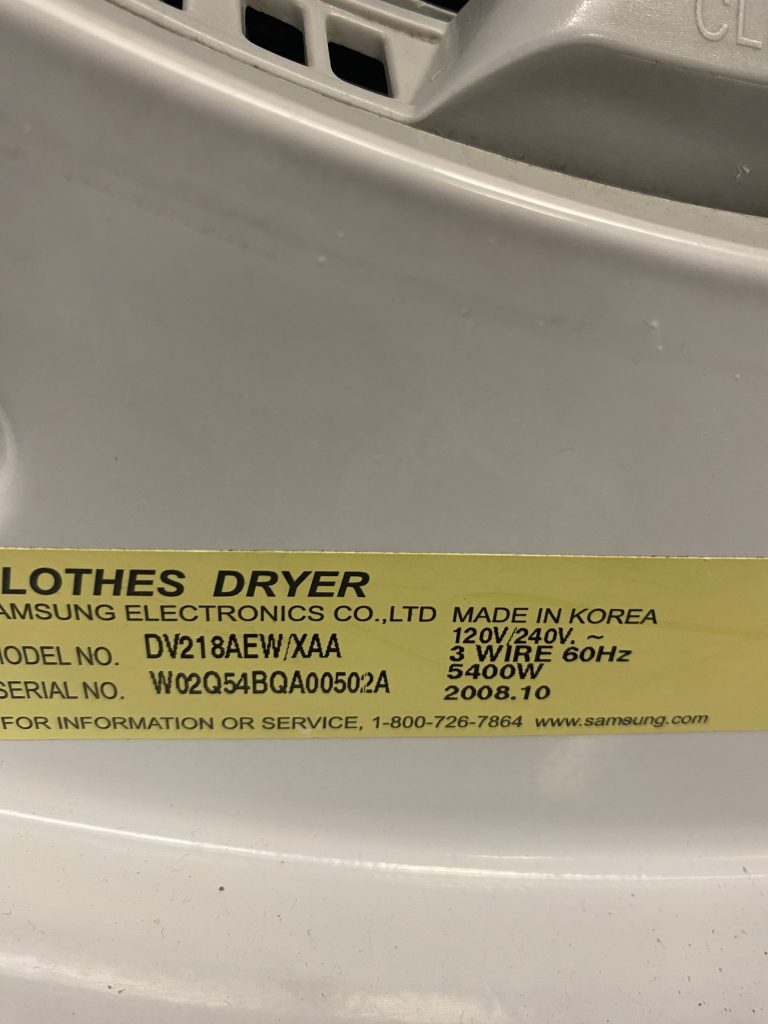 CL
LOTHES DRYER
AMSUNG ELECTRONICS CO.,LTD MADE IN KOREA
MODEL NO. DV218AEW/XAA 120V/240V. ~
3 WIRE 60Hz
5400W
SERIAL NO. W02Q54BQA00502A 2008.10
FOR INFORMATION OR SERVICE, 1-800-726-7864 www.samsung.com